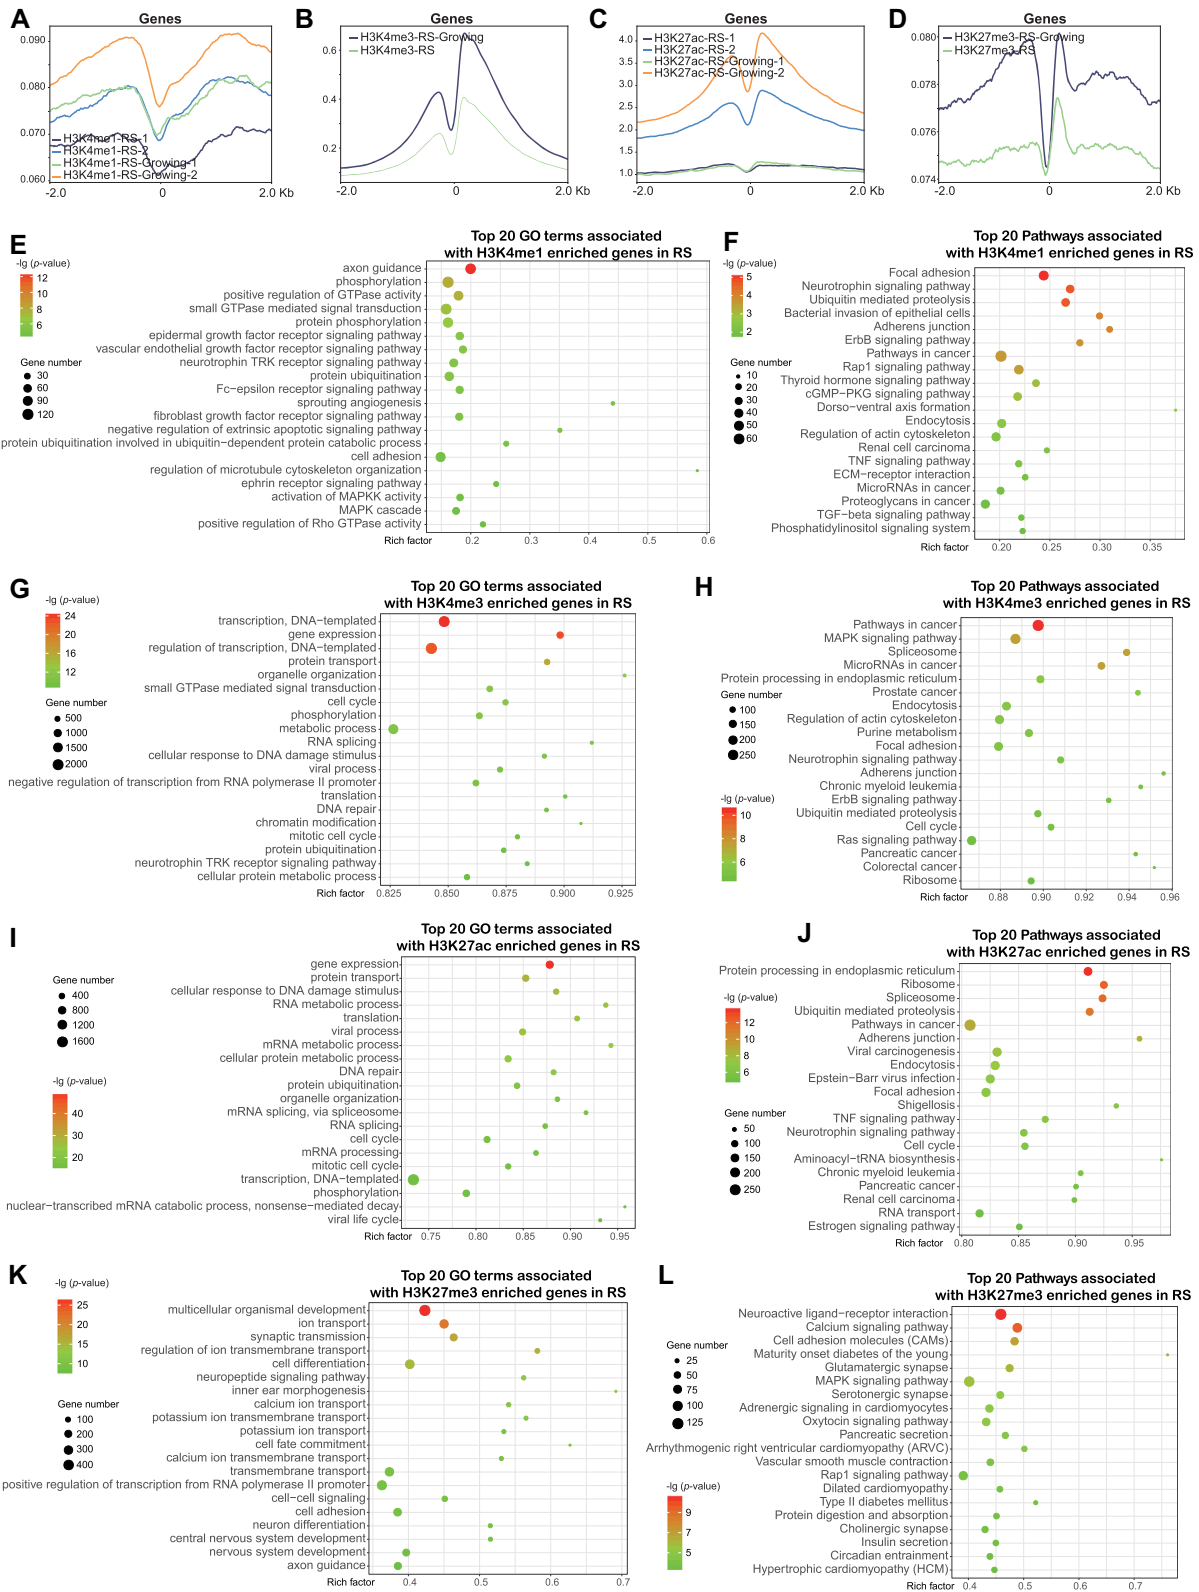 A
Genes
0.090
0.080
0.070
0.060
H3K4me1-RS-1
H3K4me1-RS-2
H3K4me1-RS-Growing-1
H3K4me1-RS-Growing-2
-2.0 0 2.0 Kb
B
Genes
H3K4me3-RS-Growing
H3K4me3-RS
0.6
0.4
0.2
-2.0 0 2.0 Kb
C
Genes
H3K27ac-RS-1
H3K27ac-RS-2
H3K27ac-RS-Growing-1
H3K27ac-RS-Growing-2
4.0
3.5
3.0
2.5
2.0
1.5
1.0
-2.0 0 2.0 Kb
D
Genes
H3K27me3-RS-Growing
H3K27me3-RS
0.080
0.078
0.076
0.074
-2.0 0 2.0 Kb
E
Top 20 GO terms associated
with H3K4me1 enriched genes in RS
-lg (p-value)
12
10
8
6
Gene number
30
60
90
120
axon guidance
phosphorylation
positive regulation of GTPase activity
small GTPase mediated signal transduction
protein phosphorylation
epidermal growth factor receptor signaling pathway
vascular endothelial growth factor receptor signaling pathway
neurotrophin TRK receptor signaling pathway
protein ubiquitination
Fc−epsilon receptor signaling pathway
sprouting angiogenesis
fibroblast growth factor receptor signaling pathway
negative regulation of extrinsic apoptotic signaling pathway
protein ubiquitination involved in ubiquitin−dependent protein catabolic process
cell adhesion
regulation of microtubule cytoskeleton organization
ephrin receptor signaling pathway
activation of MAPKK activity
MAPK cascade
positive regulation of Rho GTPase activity
Rich factor 0.2 0.3 0.4 0.5 0.6
F
Top 20 Pathways associated
with H3K4me1 enriched genes in RS
-lg (p-value)
5
4
3
2
Gene number
10
20
30
40
50
60
Focal adhesion
Neurotrophin signaling pathway
Ubiquitin mediated proteolysis
Bacterial invasion of epithelial cells
Adherens junction
ErbB signaling pathway
Pathways in cancer
Rap1 signaling pathway
Thyroid hormone signaling pathway
cGMP−PKG signaling pathway
Dorso−ventral axis formation
Endocytosis
Regulation of actin cytoskeleton
Renal cell carcinoma
TNF signaling pathway
ECM−receptor interaction
MicroRNAs in cancer
Proteoglycans in cancer
TGF−beta signaling pathway
Phosphatidylinositol signaling system
Rich factor 0.20 0.25 0.30 0.35
G
Top 20 GO terms associated
with H3K4me3 enriched genes in RS
-lg (p-value)
24
20
16
12
Gene number
500
1000
1500
2000
transcription, DNA−templated
gene expression
regulation of transcription, DNA−templated
protein transport
organelle organization
small GTPase mediated signal transduction
cell cycle
phosphorylation
metabolic process
RNA splicing
cellular response to DNA damage stimulus
viral process
negative regulation of transcription from RNA polymerase II promoter
translation
DNA repair
chromatin modification
mitotic cell cycle
protein ubiquitination
neurotrophin TRK receptor signaling pathway
cellular protein metabolic process
Rich factor 0.825 0.850 0.875 0.900 0.925
H
Top 20 Pathways associated
with H3K4me3 enriched genes in RS
Gene number
100
150
200
250
-lg (p-value)
10
8
6
Pathways in cancer
MAPK signaling pathway
Spliceosome
MicroRNAs in cancer
Protein processing in endoplasmic reticulum
Prostate cancer
Endocytosis
Regulation of actin cytoskeleton
Purine metabolism
Focal adhesion
Neurotrophin signaling pathway
Adherens junction
Chronic myeloid leukemia
ErbB signaling pathway
Ubiquitin mediated proteolysis
Cell cycle
Ras signaling pathway
Pancreatic cancer
Colorectal cancer
Ribosome
Rich factor 0.88 0.90 0.92 0.94 0.96
I
Top 20 GO terms associated
with H3K27ac enriched genes in RS
Gene number
400
800
1200
1600
-lg (p-value)
40
30
20
gene expression
protein transport
cellular response to DNA damage stimulus
RNA metabolic process
translation
viral process
mRNA metabolic process
cellular protein metabolic process
DNA repair
protein ubiquitination
organelle organization
mRNA splicing, via spliceosome
RNA splicing
cell cycle
mRNA processing
mitotic cell cycle
transcription, DNA−templated
phosphorylation
nuclear−transcribed mRNA catabolic process, nonsense−mediated decay
viral life cycle
Rich factor 0.75 0.80 0.85 0.90 0.95
J
Top 20 Pathways associated
with H3K27ac enriched genes in RS
-lg (p-value)
12
10
8
6
Gene number
50
100
150
200
250
Protein processing in endoplasmic reticulum
Ribosome
Spliceosome
Ubiquitin mediated proteolysis
Pathways in cancer
Adherens junction
Viral carcinogenesis
Endocytosis
Epstein−Barr virus infection
Focal adhesion
Shigellosis
TNF signaling pathway
Neurotrophin signaling pathway
Cell cycle
Aminoacyl−tRNA biosynthesis
Chronic myeloid leukemia
Pancreatic cancer
Renal cell carcinoma
RNA transport
Estrogen signaling pathway
Rich factor 0.80 0.85 0.90 0.95
K
Top 20 GO terms associated
with H3K27me3 enriched genes in RS
-lg (p-value)
25
20
15
10
Gene number
100
200
300
400
multicellular organismal development
ion transport
synaptic transmission
regulation of ion transmembrane transport
cell differentiation
neuropeptide signaling pathway
inner ear morphogenesis
calcium ion transport
potassium ion transmembrane transport
potassium ion transport
cell fate commitment
calcium ion transmembrane transport
transmembrane transport
positive regulation of transcription from RNA polymerase II promoter
cell−cell signaling
cell adhesion
neuron differentiation
central nervous system development
nervous system development
axon guidance
Rich factor 0.4 0.5 0.6 0.7
L
Top 20 Pathways associated
with H3K27me3 enriched genes in RS
Gene number
25
50
75
100
125
-lg (p-value)
9
7
5
Neuroactive ligand−receptor interaction
Calcium signaling pathway
Cell adhesion molecules (CAMs)
Maturity onset diabetes of the young
Glutamatergic synapse
MAPK signaling pathway
Serotonergic synapse
Adrenergic signaling in cardiomyocytes
Oxytocin signaling pathway
Pancreatic secretion
Arrhythmogenic right ventricular cardiomyopathy (ARVC)
Vascular smooth muscle contraction
Rap1 signaling pathway
Dilated cardiomyopathy
Type II diabetes mellitus
Protein digestion and absorption
Cholinergic synapse
Insulin secretion
Circadian entrainment
Hypertrophic cardiomyopathy (HCM)
Rich factor 0.4 0.5 0.6 0.7